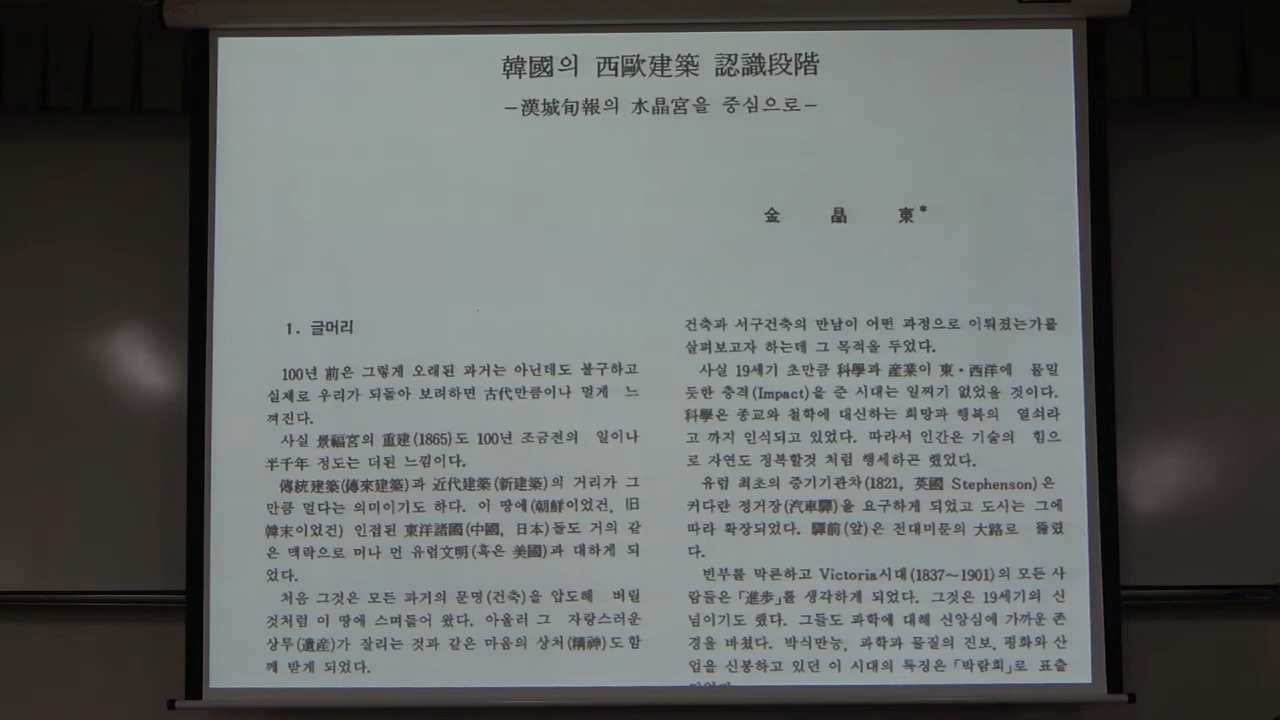 韓國의 西歐建築 認識段階
-漢城旬報의 水晶宮을 중심으로-
金 晶 東*
1. 글머리
100년 前은 그렇게 오래된 과거는 아닌데도 불구하고
실제로 우리가 되돌아 보려하면 古代만큼이나 멀게 느
껴진다.
사실 景福宮의 重建(1865)도 100년 조금전의 일이나
半千年 정도는 더된 느낌이다.
傳統建築(傳來建築)과 近代建築(新建築)의 거리가 그
만큼 멀다는 의미이기도 하다. 이 땅에(朝鮮이었건, 旧
韓末이었건) 인접된 東洋諸國(中國, 日本)들도 거의 같
은 맥락으로 머나 먼 유럽文明(혹은 美國)과 대하게 되
었다.
처음 그것은 모든 과거의 문명(건축)을 압도해 버릴
것처럼 이 땅에 스며들어 왔다. 아울러 그 자랑스러운
상투(遺産)가 잘리는 것과 같은 마음의 상처(精神)도 함
께 받게 되었다.
건축과 서구건축의 만남이 어떤 과정으로 이뤄졌는가를
살펴보고자 하는데 그 목적을 두었다.
사실 19세기 초만큼 科學과 産業이 東·西洋에 몸밀
듯한 충격(Impact)을 준 시대는 일찌기 없었을 것이다.
科學은 종교와 철학에 대신하는 희망과 행복의 열쇠라
고 까지 인식되고 있었다. 따라서 인간은 기술의 힘으
로 자연도 정복할것 처럼 행세하곤 했었다.
유럽 최초의 증기기관차(1821, 英國 Stephenson)은
커다란 정거장(汽車驛)을 요구하게 되었고 도시는 그에
따라 확장되었다. 驛前(앞)은 전대미문의 大路로 뚫렸
다.
빈부를 막론하고 Victoria시대(1837~1901)의 모든 사
람들은 「進步」를 생각하게 되었다. 그것은 19세기의 신
념이기도 했다. 그들도 과학에 대해 신앙심에 가까운 존
경을 바쳤다. 박식만능, 과학과 물질의 진보, 평화와 산
업을 신봉하고 있던 이 시대의 특징은 「박람회」로 표출